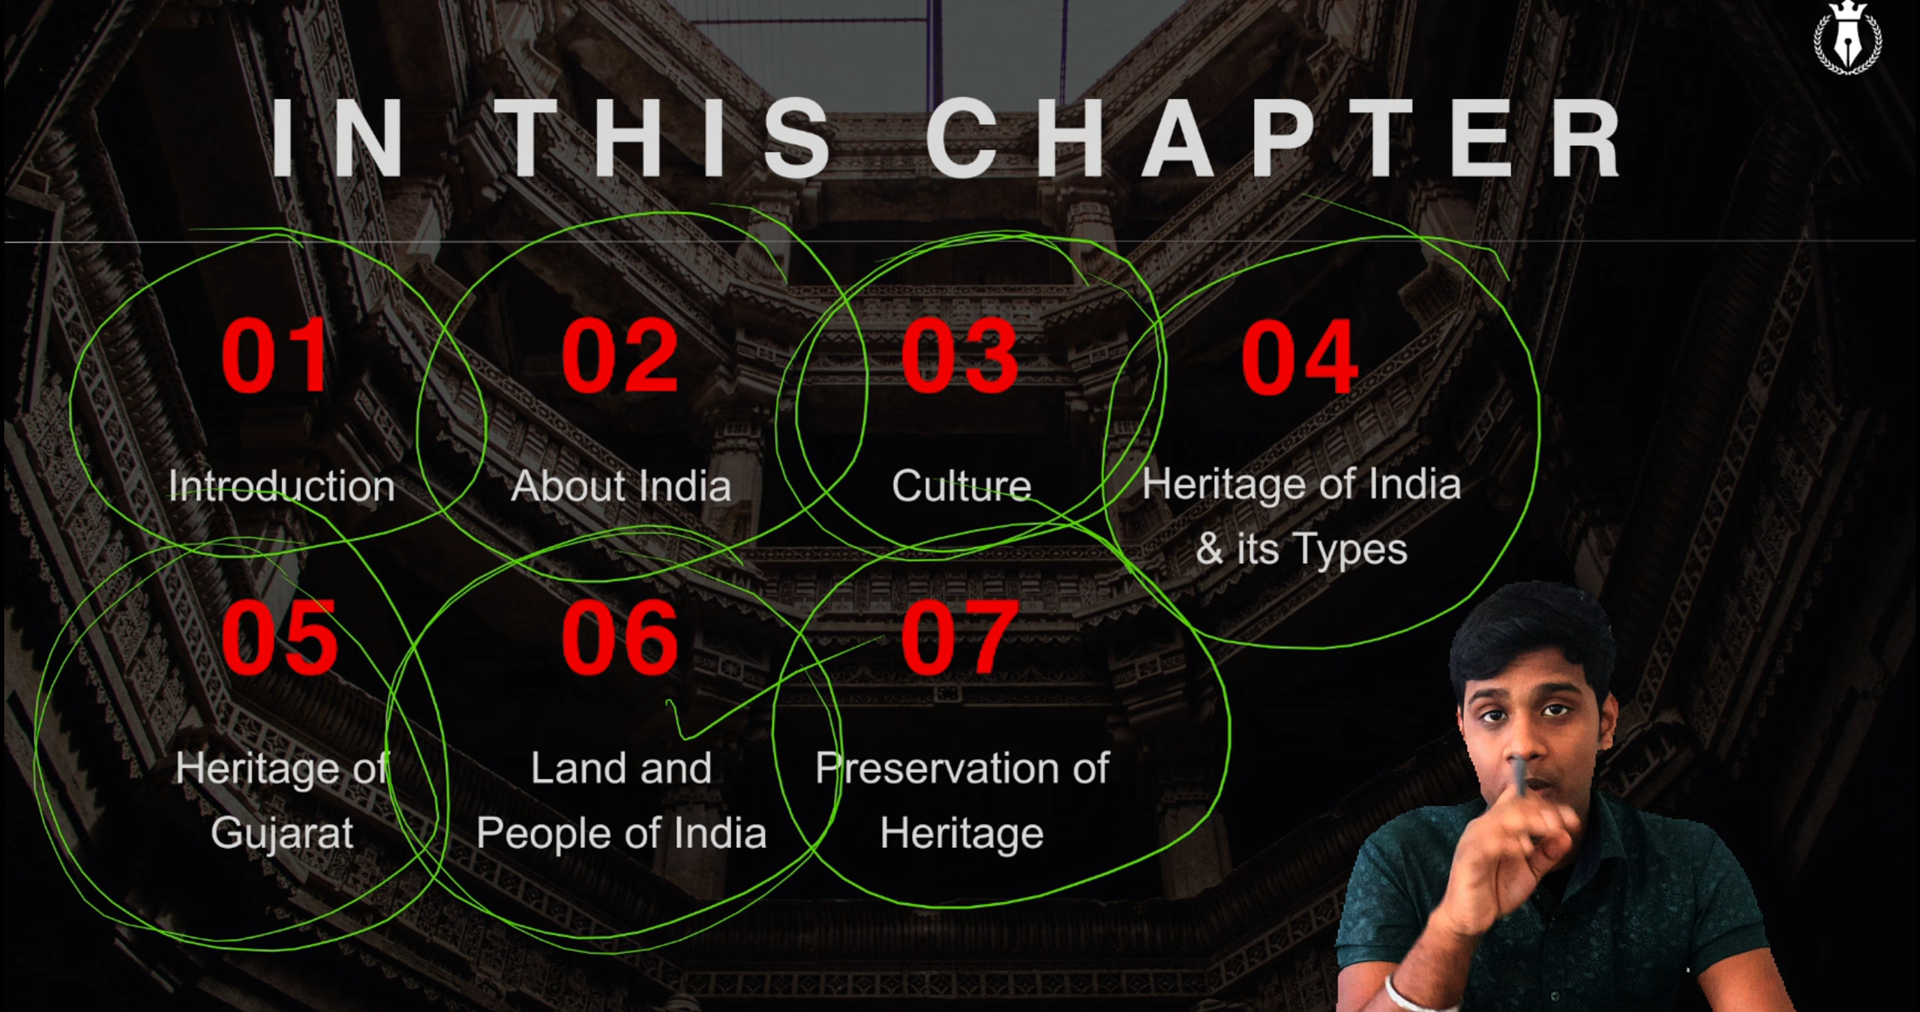 IN THIS CHAPTER
01
02
03
04
Introduction
About India
Culture
Heritage of India
& its Types
05
06
07
Heritage of
Gujarat
Land and
People of India
Preservation of
Heritage